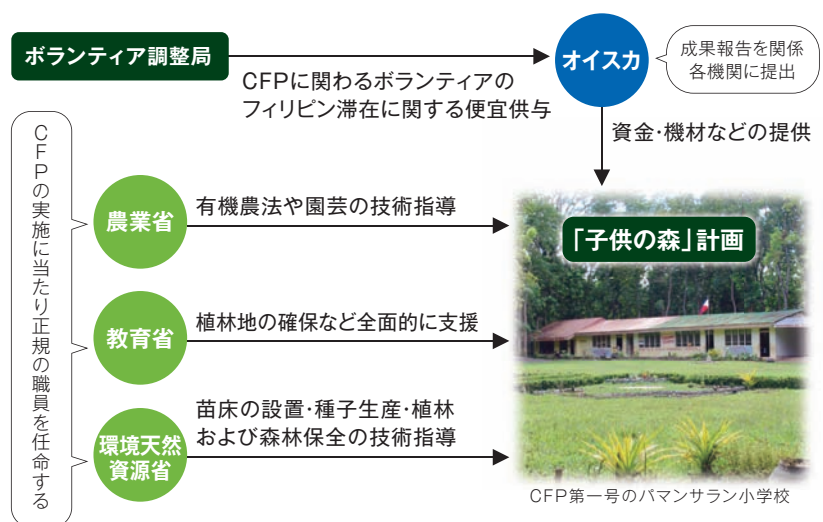 ボランティア調整局
オイスカ
成果報告を関係
各機関に提出
CFPに関わるボランティアの
フィリピン滞在に関する便宜供与
資金・機材などの提供
CFPの実施に当たり正規の職員を任命する
農業省
有機農法や園芸の技術指導
「子供の森」計画
教育省
植林地の確保など全面的に支援
環境天然
資源省
苗床の設置・種子生産・植林
および森林保全の技術指導
CFP第一号のパマンサラン小学校